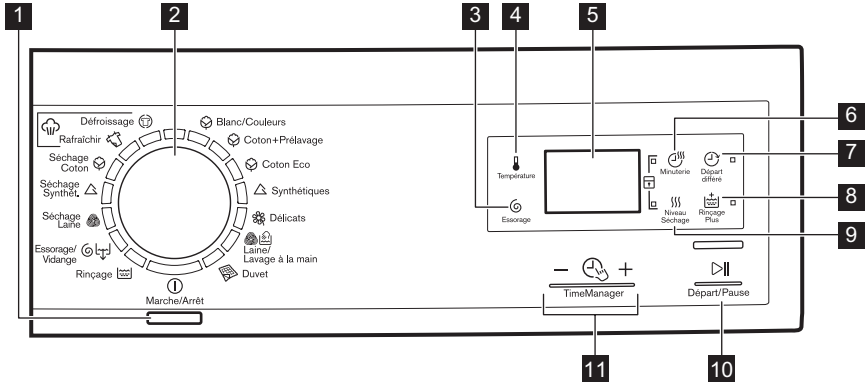 1
2
3
4
5
6
7
8
9
10
11
Défroissage
Rafraîchir
Séchage
Coton
Séchage
Synthét.
Séchage
Laine
Essorage/
Vidange
Rinçage
Marche/Arrêt
Blanc/Couleurs
Coton+Prélavage
Coton Eco
Synthétiques
Délicats
Laine/
Lavage à la main
Duvet
Température
Essorage
Minuterie
Départ
différé
Niveau
Séchage
Rinçage
Plus
TimeManager
Départ/Pause